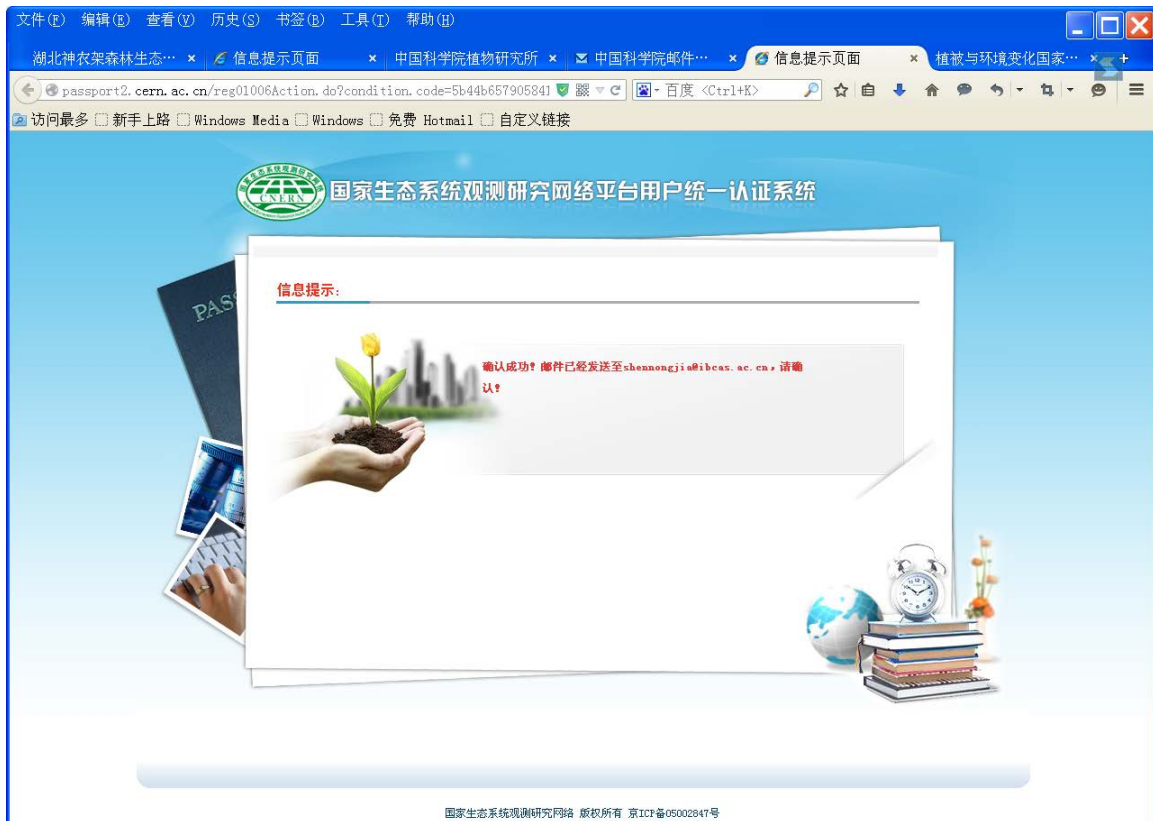 文件(F) 编辑(E) 查看(V) 历史(S) 书签(B) 工具(T) 帮助(H)
湖北神农架森林生态… × 信息提示页面 × 中国科学院植物研究所 × 中国科学院邮件… × 信息提示页面 × 植被与环境变化国家… × +
passport2.cern.ac.cn/reg01006Action.do?condition.code=5b44b65790584] 百度 <Ctrl+K>
访问最多 新手上路 Windows Media Windows 免费 Hotmail 自定义链接
CNERN 国家生态系统观测研究网络平台用户统一认证系统
PASS
信息提示:
确认成功! 邮件已经发送至shennongjia@ibcas.ac.cn,请确
认!
国家生态系统观测研究网络 版权所有 京ICP备05002847号